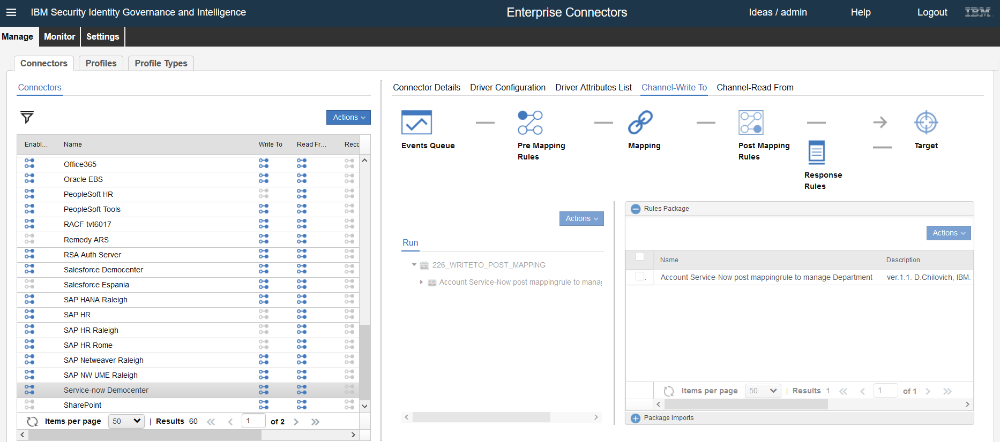 IBM Security Identity Governance and Intelligence
Enterprise Connectors
Ideas / admin
Help
Logout
IBM
Manage
Monitor
Settings
Connectors
Profiles
Profile Types
Connectors
Actions
Enabl... Name Write To Read Fr... Reco
Office365
Oracle EBS
PeopleSoft HR
PeopleSoft Tools
RACF tvt6017
Remedy ARS
RSA Auth Server
Salesforce Democenter
Salesforce Espania
SAP HANA Raleigh
SAP HR
SAP HR Raleigh
SAP HR Rome
SAP Netweaver Raleigh
SAP NW UME Raleigh
Service-now Democenter
SharePoint
Items per page 50 | Results 60 1 of 2
Connector Details
Driver Configuration
Driver Attributes List
Channel-Write To
Channel-Read From
Events Queue
Pre Mapping
Rules
Mapping
Post Mapping
Rules
Response
Rules
Target
Actions
Run
226_WRITETO_POST_MAPPING
Account Service-Now post mappingrule to manag
Rules Package
Actions
Name Description
Account Service-Now post mappingrule to manage Department ver.1.1. D.Chilovich, IBM.
Items per page 50 | Results 1 1 of 1
Package Imports